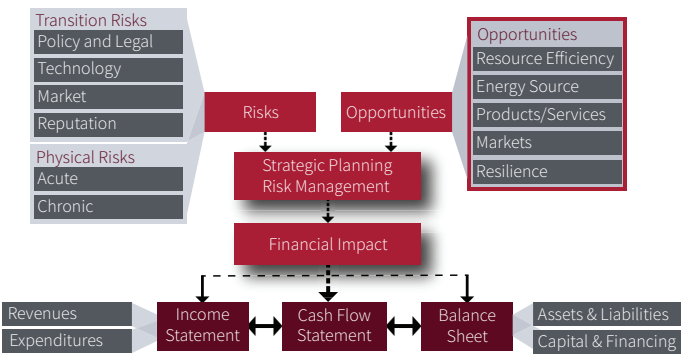 Transition Risks
Policy and Legal
Technology
Market
Reputation
Physical Risks
Acute
Chronic
Risks
Opportunities
Opportunities
Resource Efficiency
Energy Source
Products/Services
Markets
Resilience
Strategic Planning
Risk Management
Financial Impact
Revenues
Expenditures
Income
Statement
Cash Flow
Statement
Balance
Sheet
Assets & Liabilities
Capital & Financing